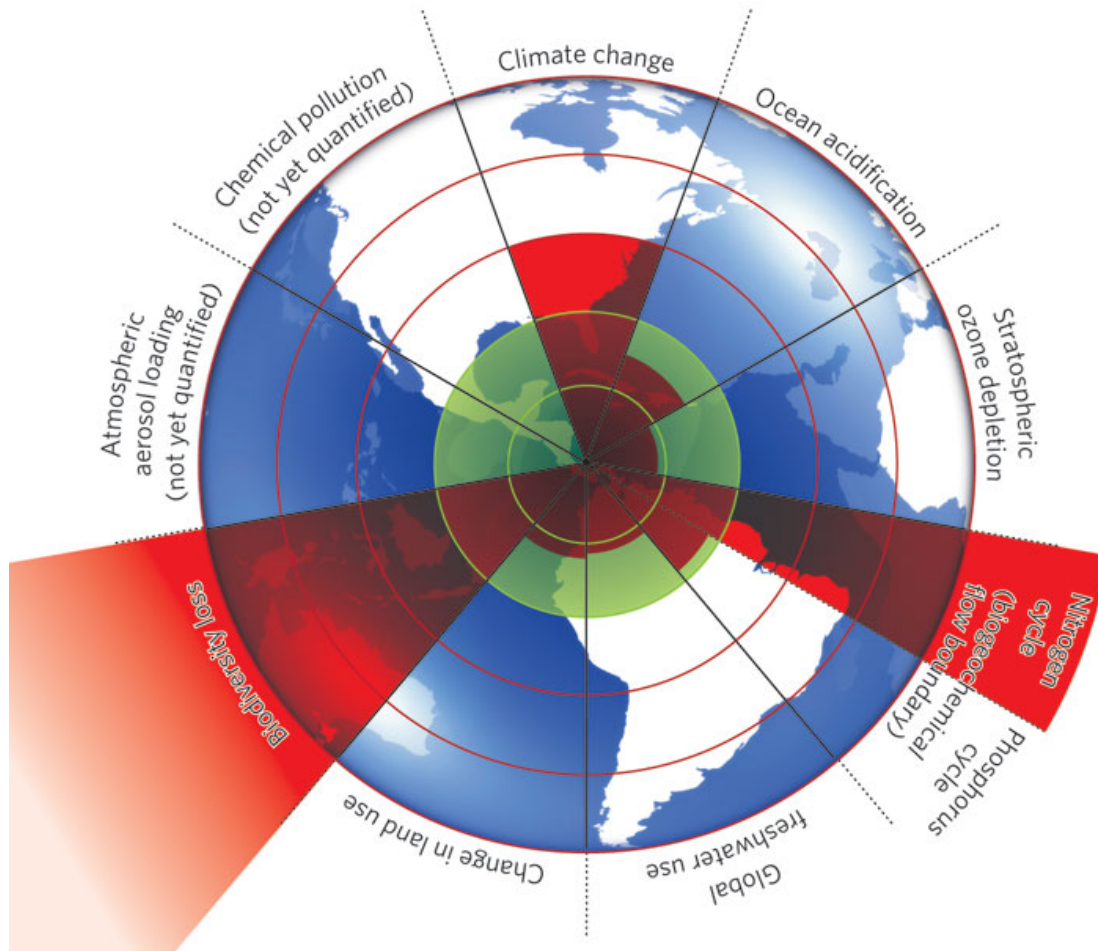 Climate change
Ocean acidification
Stratospheric
ozone depletion
Nitrogen
cycle
(biogeochemical
flow boundary)
Phosphorus
cycle
Global
freshwater use
Change in land use
Biodiversity loss
Atmospheric
aerosol loading
(not yet quantified)
Chemical pollution
(not yet quantified)